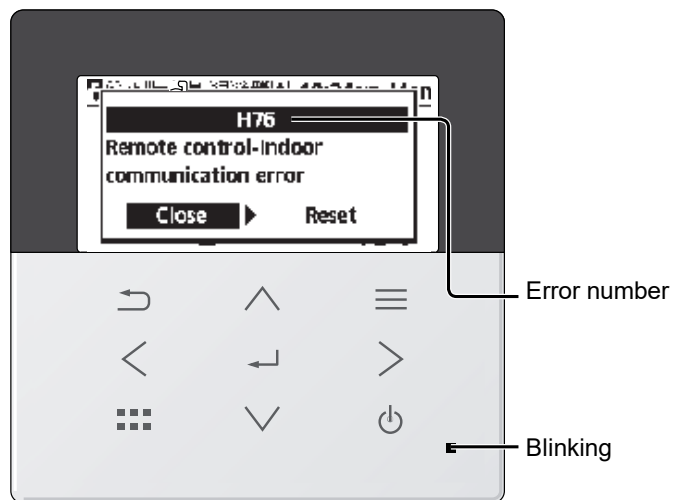 H76
Remote control-Indoor
communication error
Close
Reset
Error number
Blinking